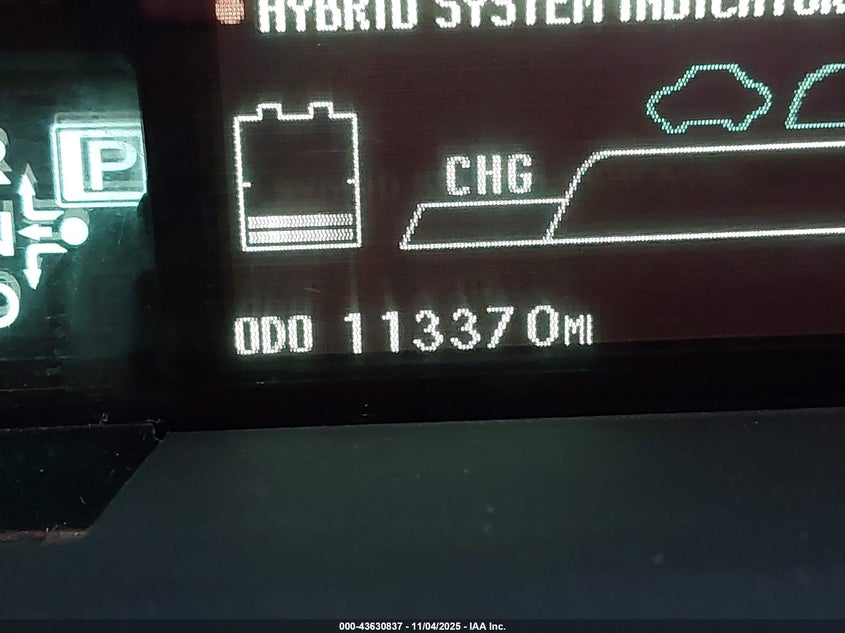 HYBRID SYSTEM INDICATOR
P
N
CHG
ODO 113370MI
000-43630837 - 11/04/2025 - IAA Inc.